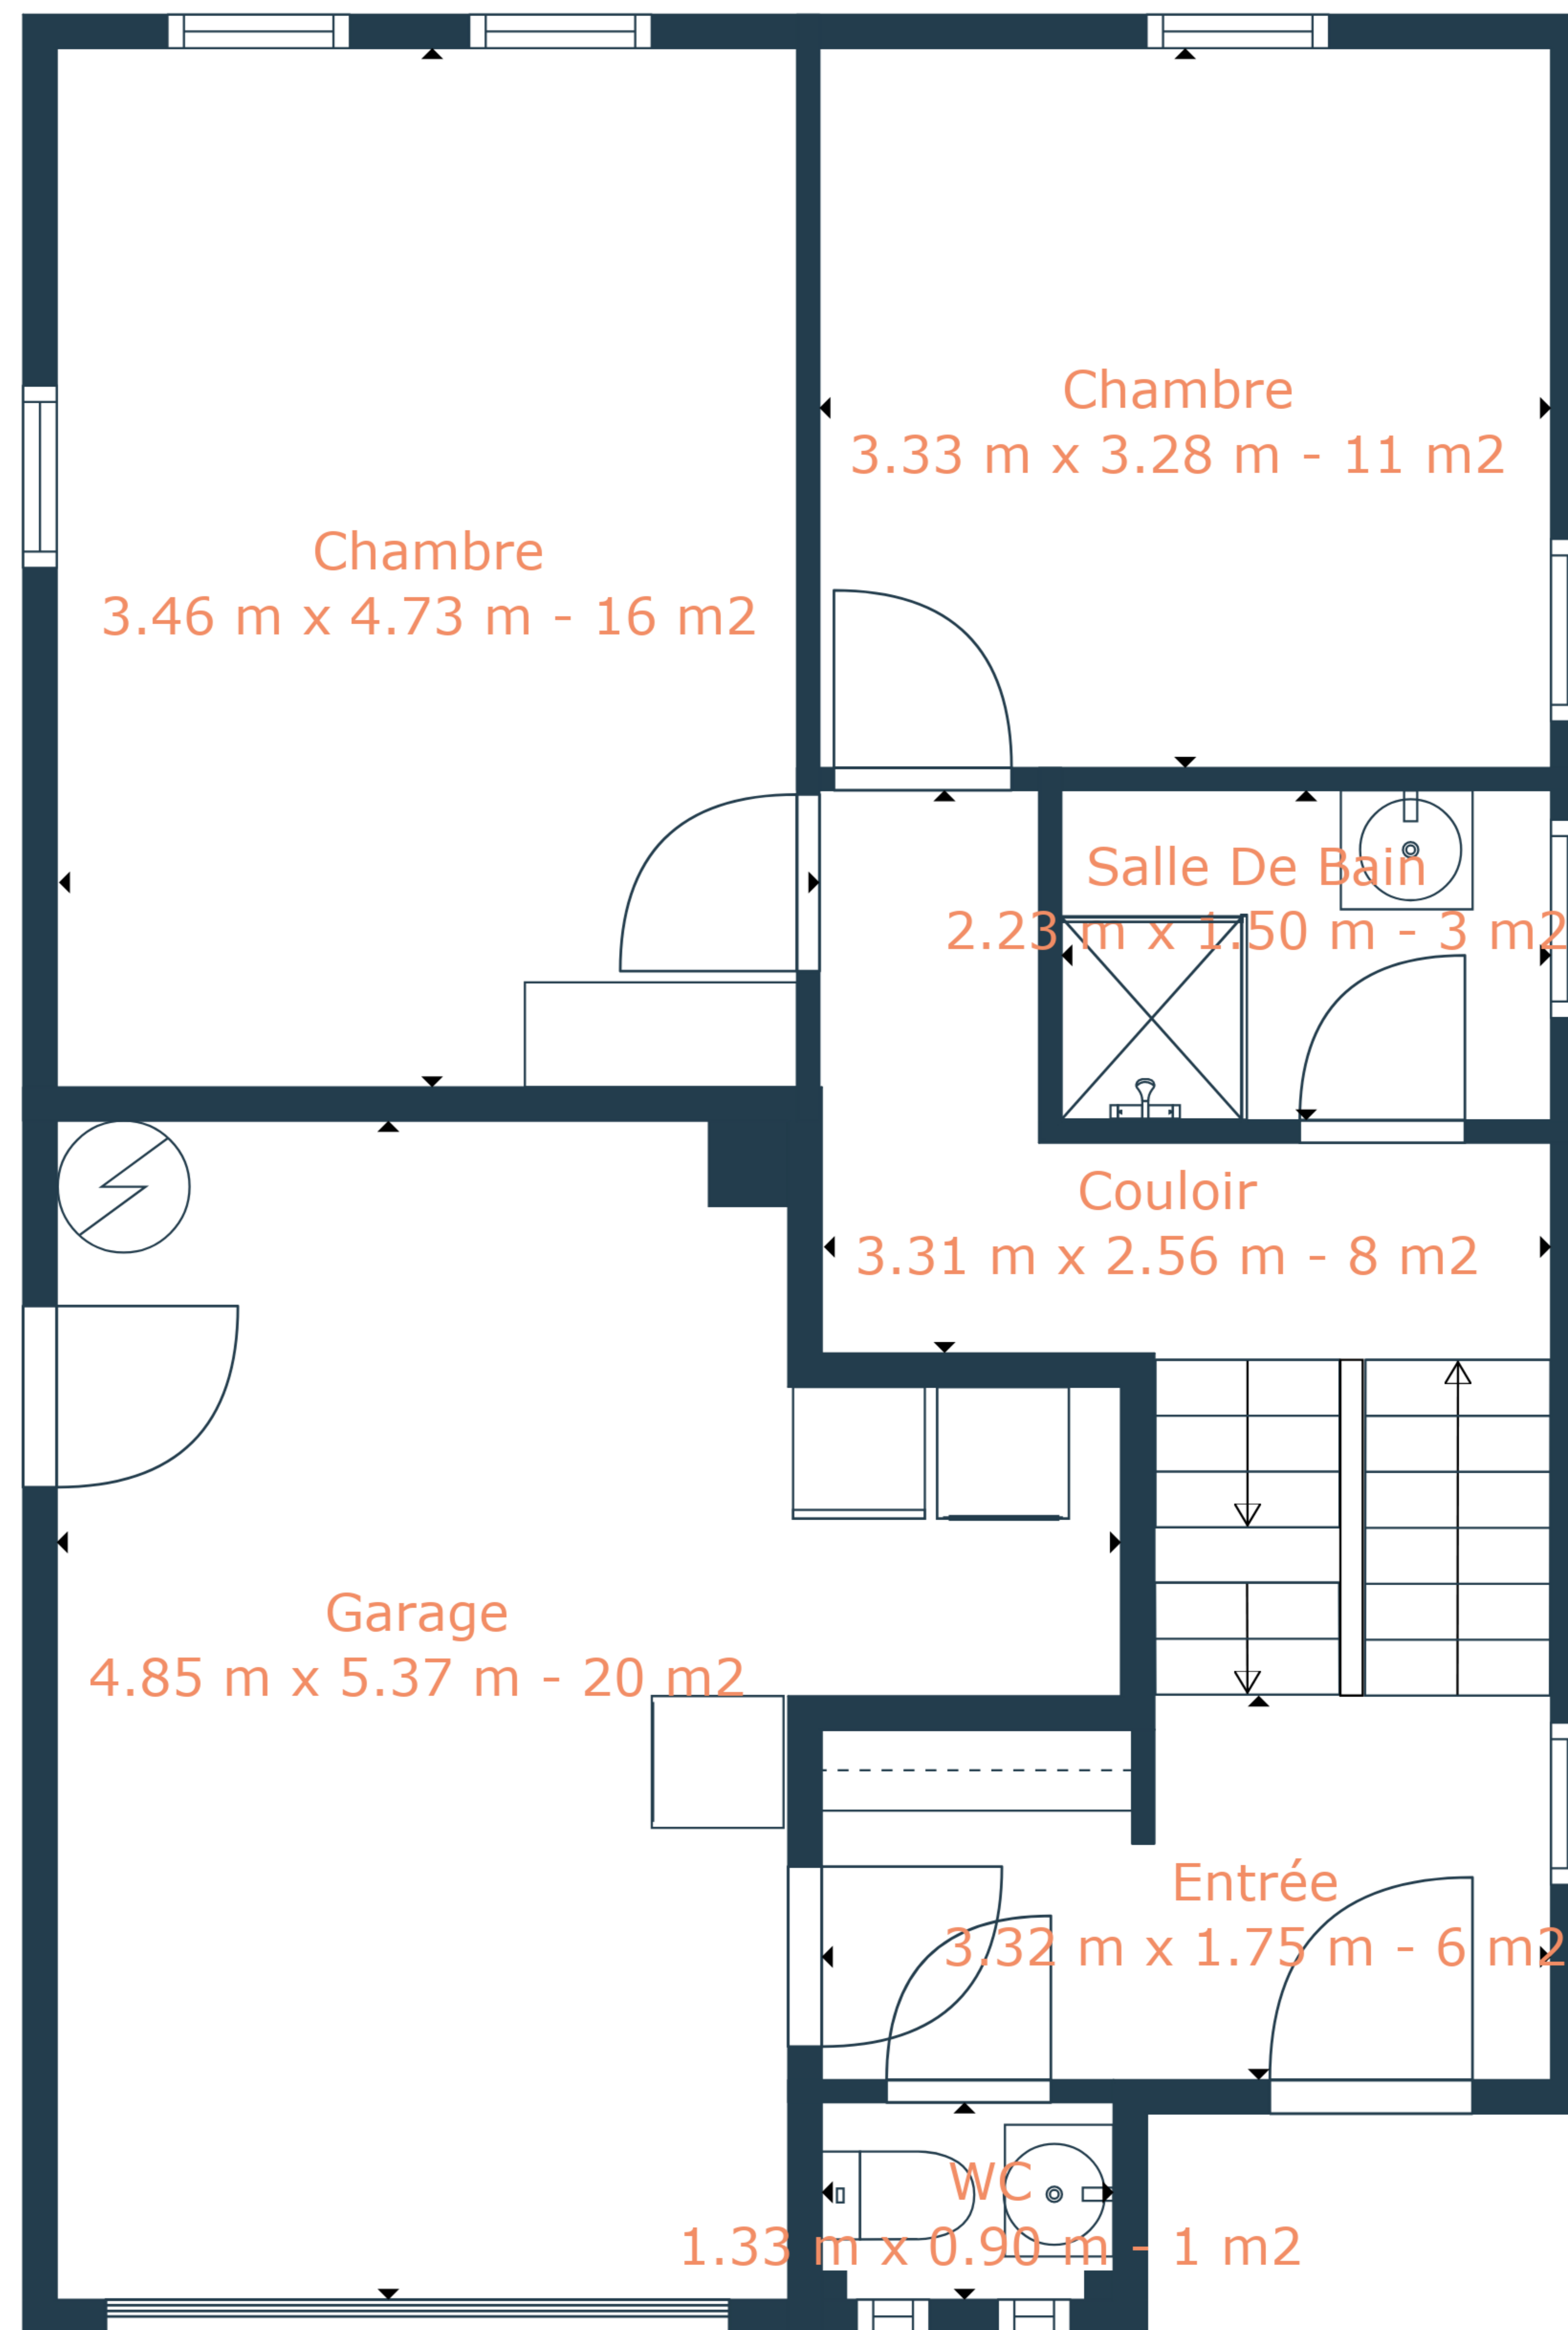 Chambre
3.33 m x 3.28 m - 11 m2
Chambre
3.46 m x 4.73 m - 16 m2
Salle De Bain
2.23 m x 1.50 m - 3 m2
Couloir
3.31 m x 2.56 m - 8 m2
Garage
4.85 m x 5.37 m - 20 m2
Entrée
3.32 m x 1.75 m - 6 m2
WC
1.33 m x 0.90 m - 1 m2